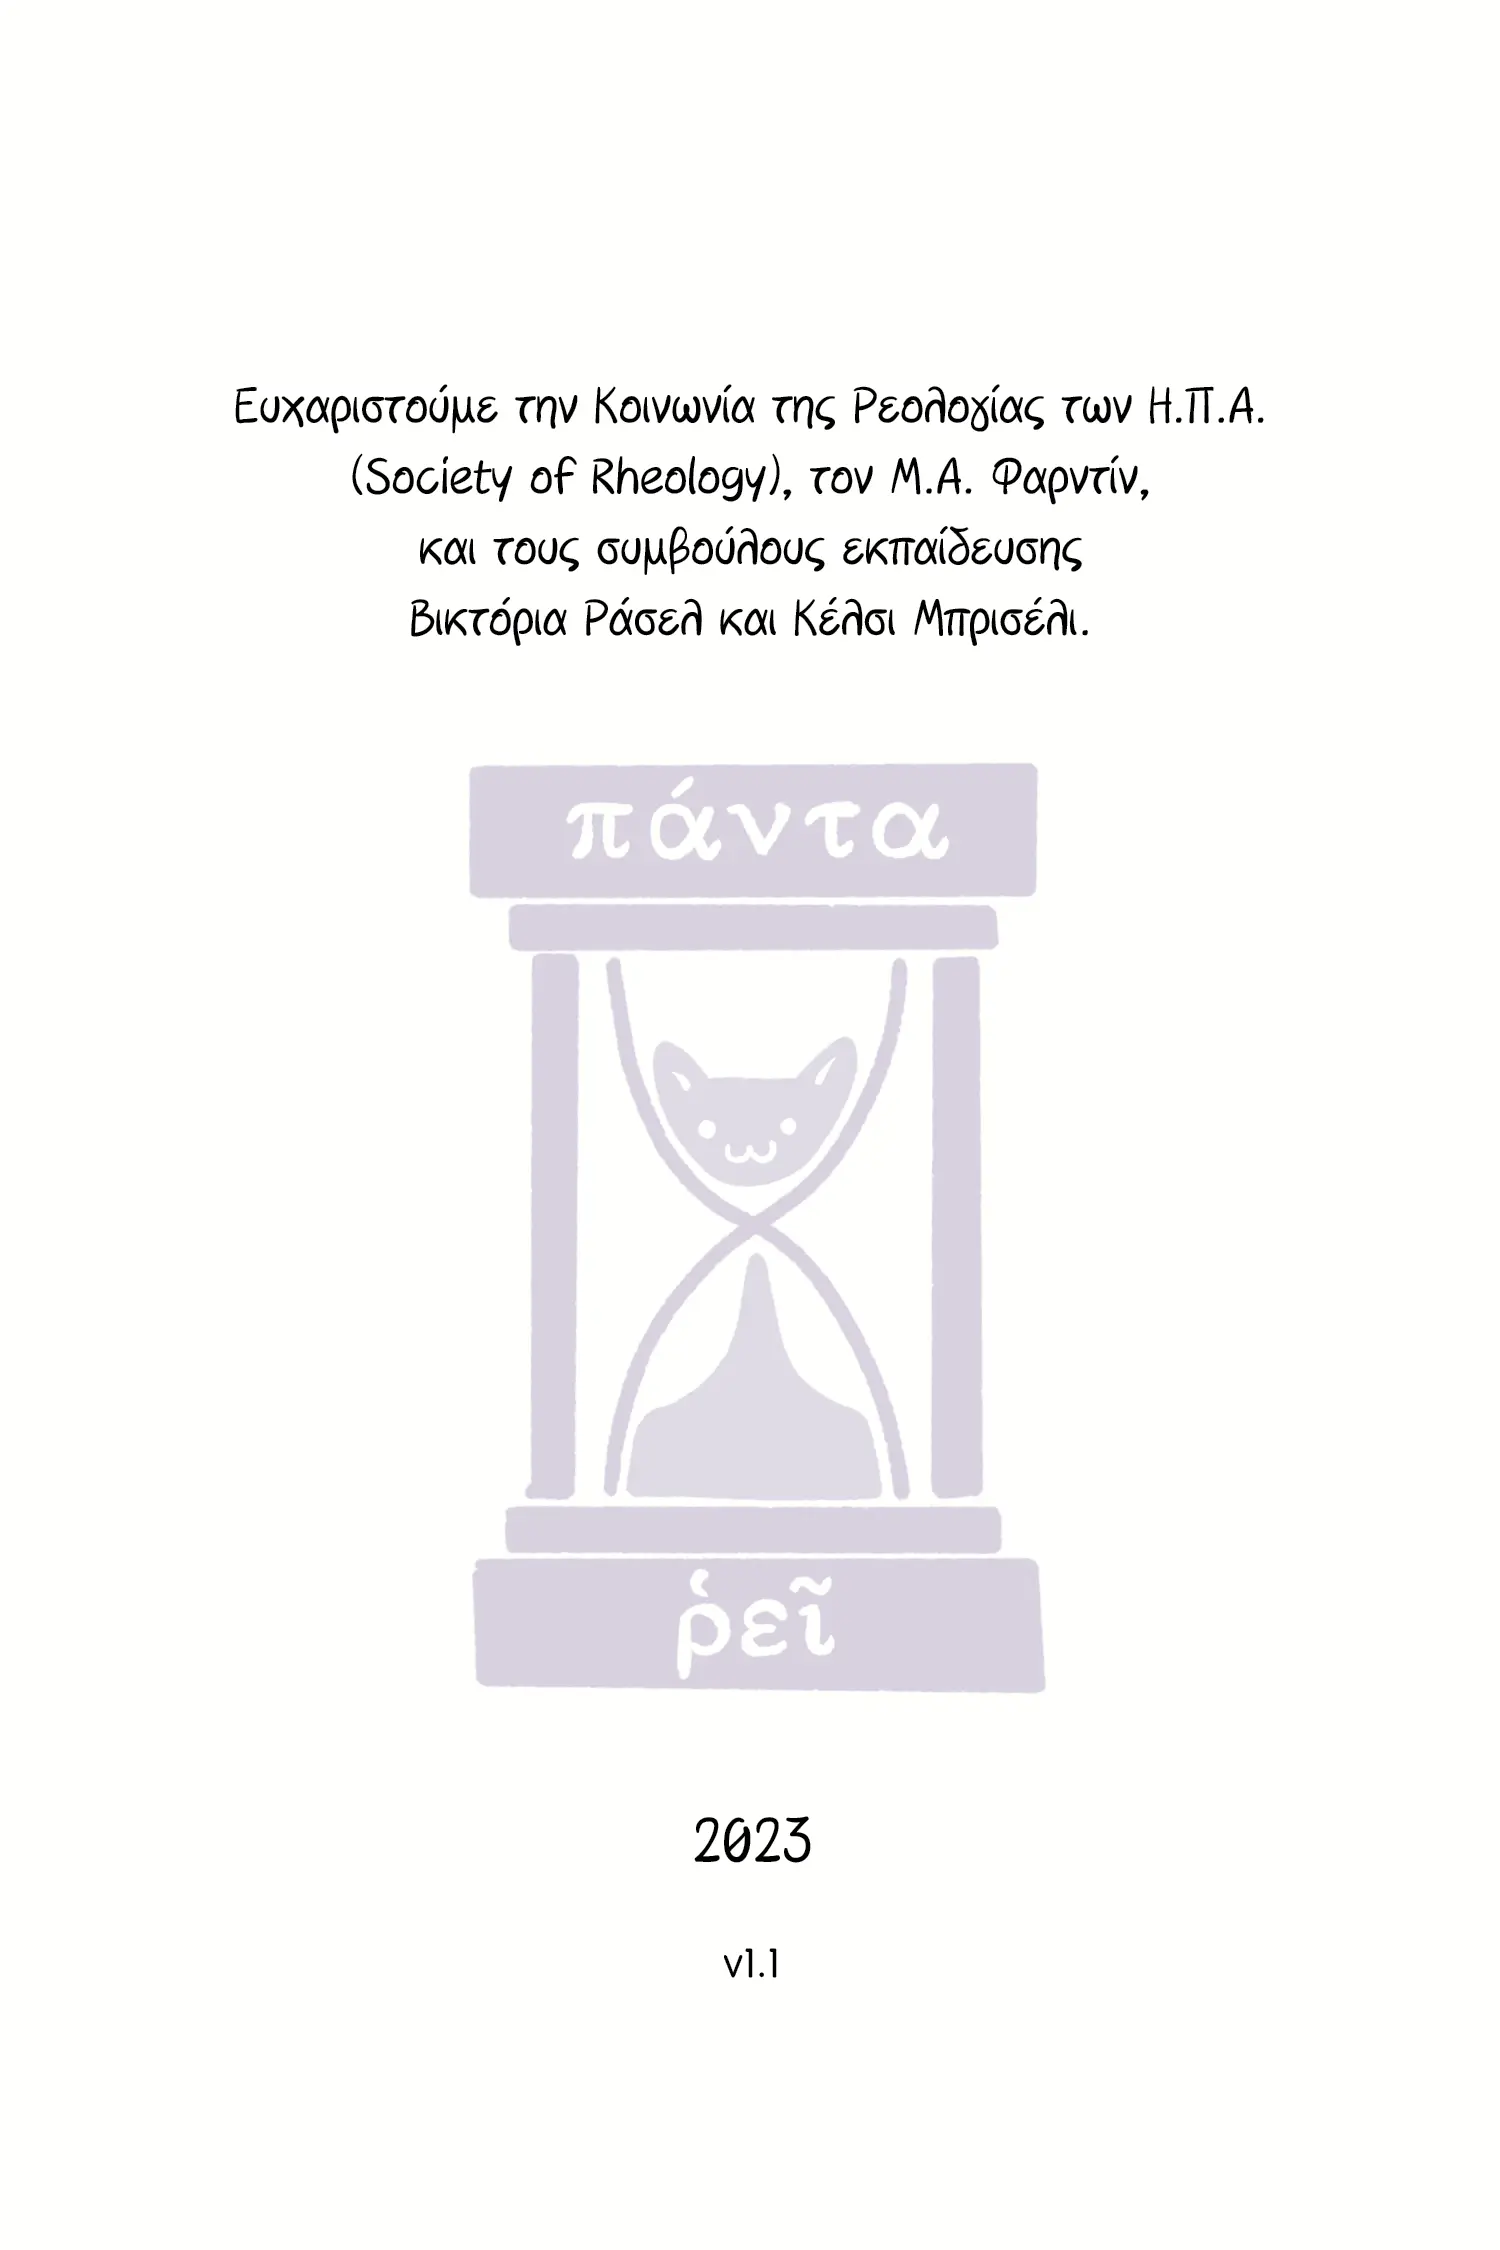 Ευχαριστούμε την Κοινωνία της Ρεολογίας των Η.Π.Α.
(Society of Rheology), τον Μ.Α. Φαρντίν,
και τους συμβούλους εκπαίδευσης
Βικτόρια Ράσελ και Κέλσι Μπρισέλι.
πάντα
ῥεῖ
2023
v1.1